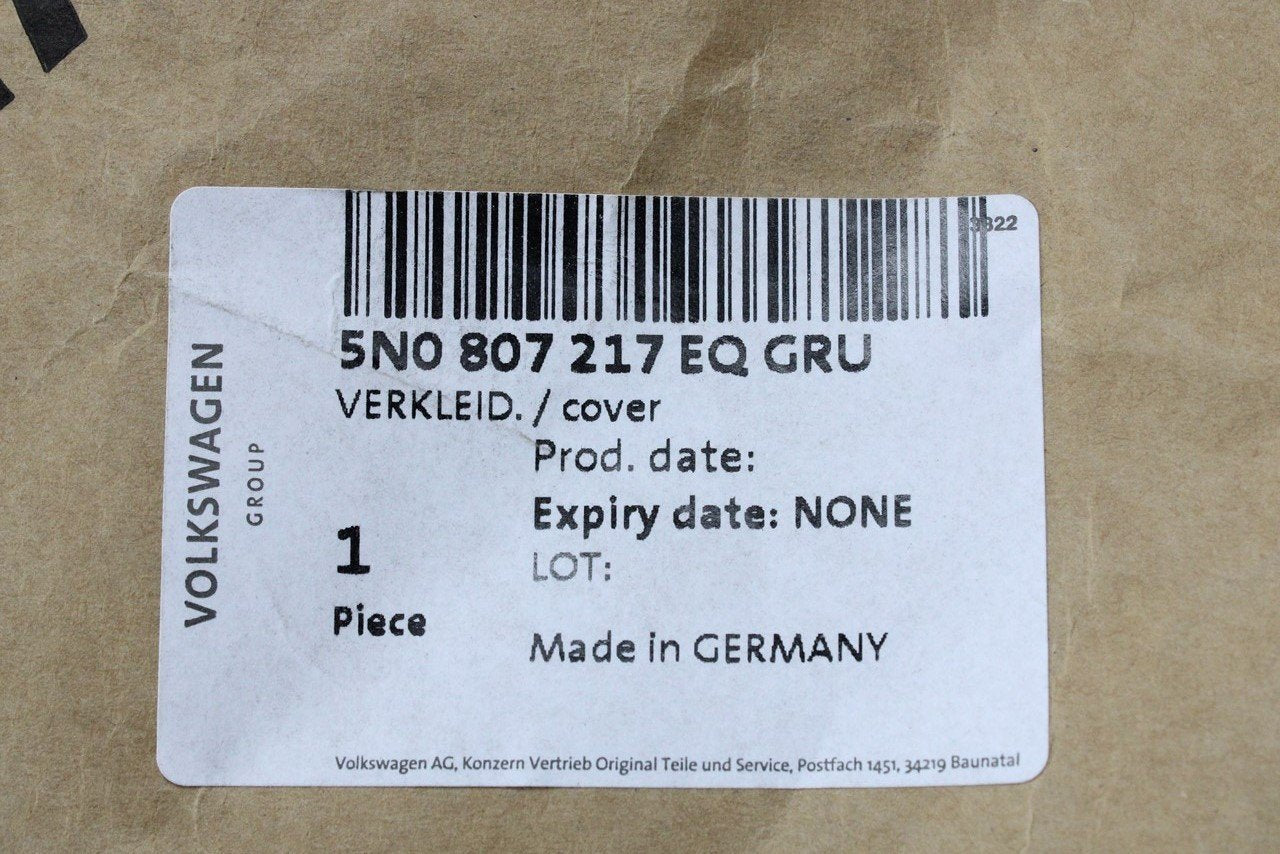 3822
5N0 807 217 EQ GRU
VERKLEID. / cover
Prod. date:
Expiry date: NONE
LOT:
1
Piece
Made in GERMANY
VOLKSWAGEN
GROUP
Volkswagen AG, Konzern Vertrieb Original Teile und Service, Postfach 1451, 34219 Baunatal